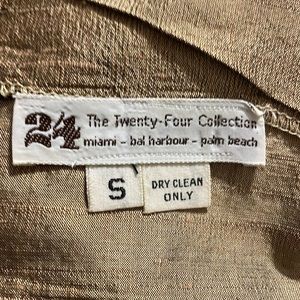 24 The Twenty-Four Collection
miami - bal harbour - palm beach
S
DRY CLEAN
ONLY